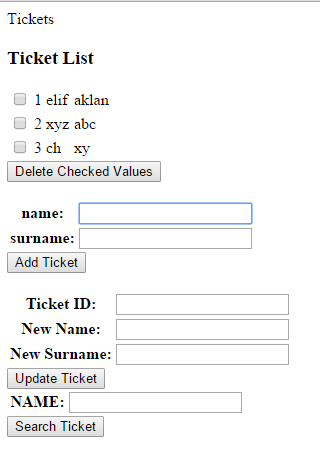 Tickets
Ticket List
1 elif aklan
2 xyz abc
3 ch xy
Delete Checked Values
name:
surname:
Add Ticket
Ticket ID:
New Name:
New Surname:
Update Ticket
NAME:
Search Ticket